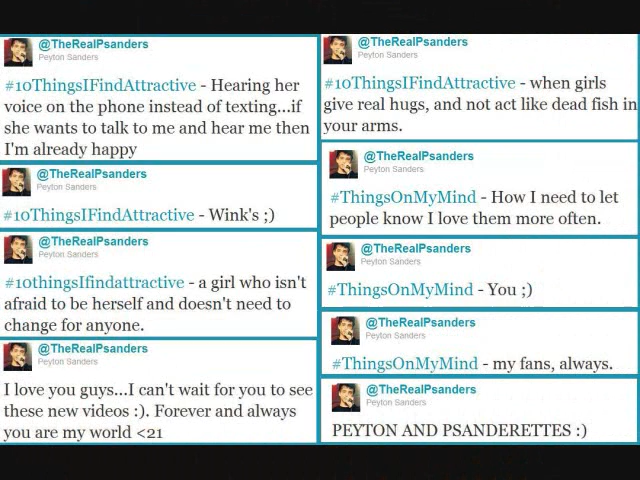 @TheRealPsanders
Peyton Sanders
#10ThingsIFindAttractive - Hearing her
voice on the phone instead of texting...if
she wants to talk to me and hear me then
I'm already happy
@TheRealPsanders
Peyton Sanders
#10ThingsIFindAttractive - Wink's ;)
@TheRealPsanders
Peyton Sanders
#10thingsIfindattractive - a girl who isn't
afraid to be herself and doesn't need to
change for anyone.
@TheRealPsanders
Peyton Sanders
I love you guys...I can't wait for you to see
these new videos :). Forever and always
you are my world <21
@TheRealPsanders
Peyton Sanders
#10ThingsIFindAttractive - when girls
give real hugs, and not act like dead fish in
your arms.
@TheRealPsanders
Peyton Sanders
#ThingsOnMyMind - How I need to let
people know I love them more often.
@TheRealPsanders
Peyton Sanders
#ThingsOnMyMind - You ;)
@TheRealPsanders
Peyton Sanders
#ThingsOnMyMind - my fans, always.
@TheRealPsanders
Peyton Sanders
PEYTON AND PSANDERETTES :)